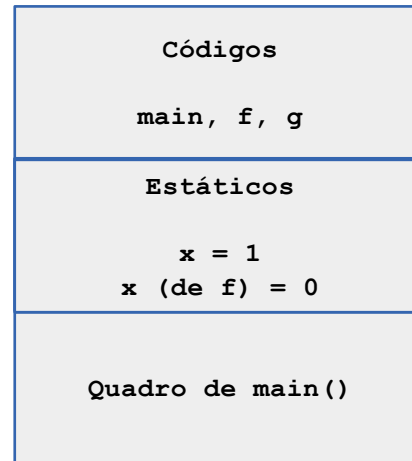 Códigos
main, f, g
Estáticos
x = 1
x (de f) = 0
Quadro de main()